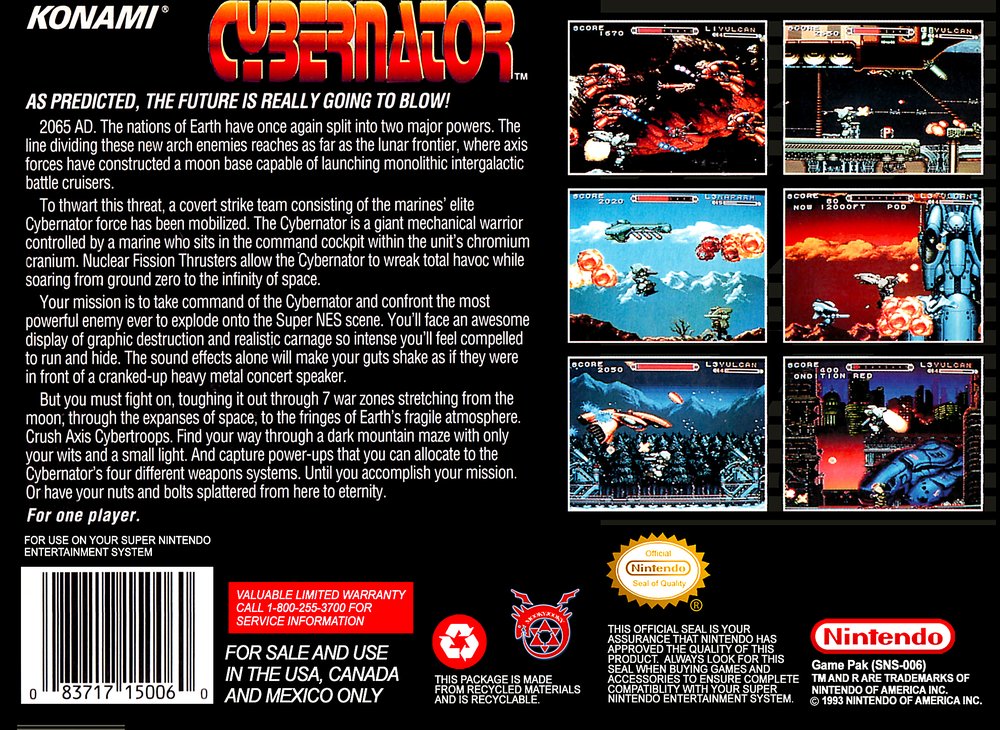 KONAMI®
CYBERNATOR™
AS PREDICTED, THE FUTURE IS REALLY GOING TO BLOW!
2065 AD. The nations of Earth have once again split into two major powers. The
line dividing these new arch enemies reaches as far as the lunar frontier, where axis
forces have constructed a moon base capable of launching monolithic intergalactic
battle cruisers.
To thwart this threat, a covert strike team consisting of the marines' elite
Cybernator force has been mobilized. The Cybernator is a giant mechanical warrior
controlled by a marine who sits in the command cockpit within the unit's chromium
cranium. Nuclear Fission Thrusters allow the Cybernator to wreak total havoc while
soaring from ground zero to the infinity of space.
Your mission is to take command of the Cybernator and confront the most
powerful enemy ever to explode onto the Super NES scene. You'll face an awesome
display of graphic destruction and realistic carnage so intense you'll feel compelled
to run and hide. The sound effects alone will make your guts shake as if they were
in front of a cranked-up heavy metal concert speaker.
But you must fight on, toughing it out through 7 war zones stretching from the
moon, through the expanses of space, to the fringes of Earth's fragile atmosphere.
Crush Axis Cybertroops. Find your way through a dark mountain maze with only
your wits and a small light. And capture power-ups that you can allocate to the
Cybernator's four different weapons systems. Until you accomplish your mission.
Or have your nuts and bolts splattered from here to eternity.
For one player.
FOR USE ON YOUR SUPER NINTENDO
ENTERTAINMENT SYSTEM
0 83717 15006 0
VALUABLE LIMITED WARRANTY
CALL 1-800-255-3700 FOR
SERVICE INFORMATION
FOR SALE AND USE
IN THE USA, CANADA
AND MEXICO ONLY
SCORE L1VULCAN
1670
SCORE VULCAN
2650
SCORE L3NAPARM
2020
SCORE
50
NOW 12000FT POD
SCORE L3VULCAN
2050
SCORE L3VULCAN
400
ONDITION RED
THIS PACKAGE IS MADE
FROM RECYCLED MATERIALS
AND IS RECYCLABLE.
Official
Nintendo
Seal of Quality
®
THIS OFFICIAL SEAL IS YOUR
ASSURANCE THAT NINTENDO HAS
APPROVED THE QUALITY OF THIS
PRODUCT. ALWAYS LOOK FOR THIS
SEAL WHEN BUYING GAMES AND
ACCESSORIES TO ENSURE COMPLETE
COMPATIBLITY WITH YOUR SUPER
NINTENDO ENTERTAINMENT SYSTEM.
Nintendo
Game Pak (SNS-006)
TM AND R ARE TRADEMARKS OF
NINTENDO OF AMERICA INC.
© 1993 NINTENDO OF AMERICA INC.